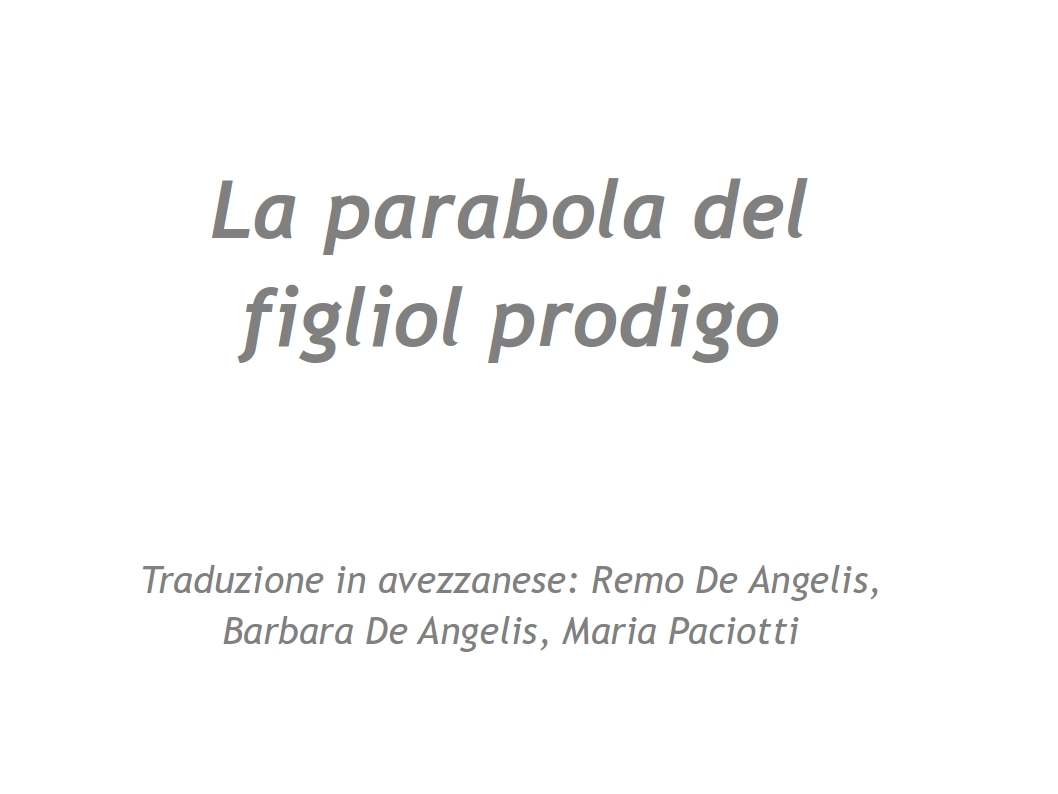 La parabola del
figliol prodigo
Traduzione in avezzanese: Remo De Angelis,
Barbara De Angelis, Maria Paciotti